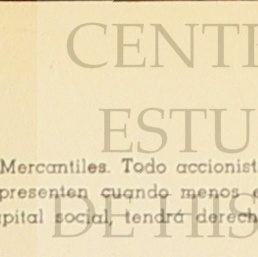 CENT
ESTU
Mercantiles. Todo accionist
presenten cuando menos e
pital social, tendrá derech
DE HIS